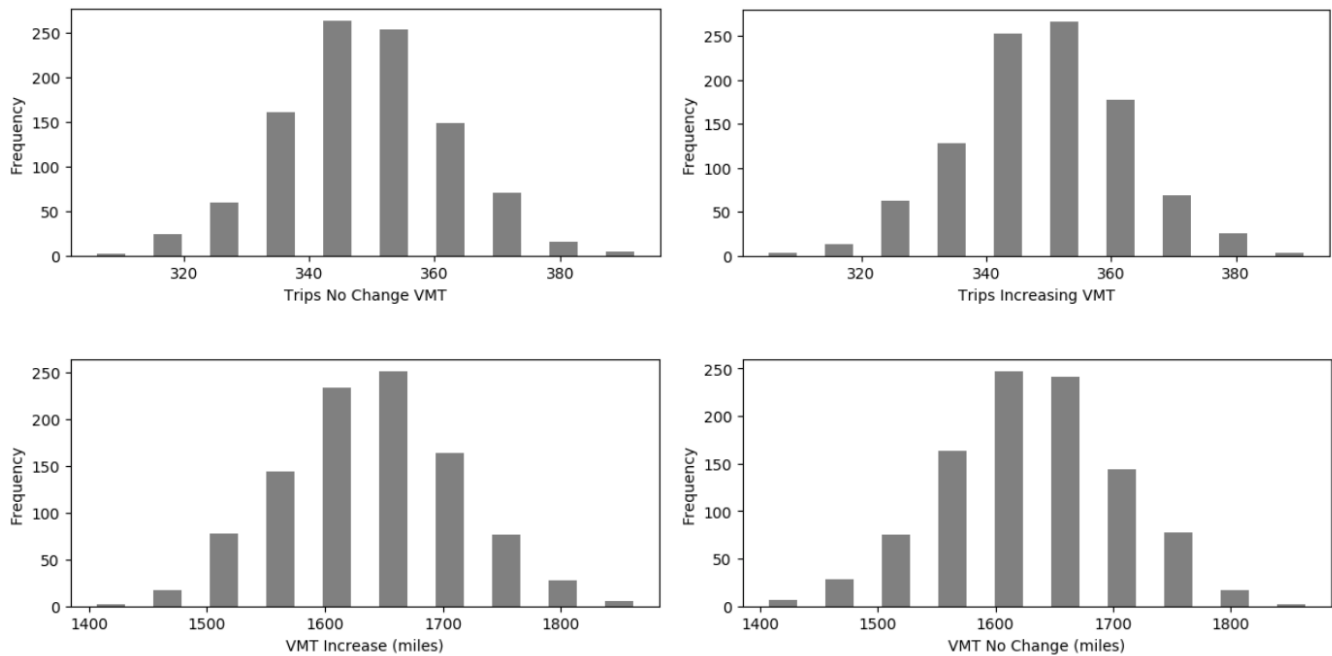 250
200
150
100
50
0
Frequency
320 340 360 380
Trips No Change VMT
250
200
150
100
50
0
Frequency
320 340 360 380
Trips Increasing VMT
250
200
150
100
50
0
Frequency
1400 1500 1600 1700 1800
VMT Increase (miles)
250
200
150
100
50
0
Frequency
1400 1500 1600 1700 1800
VMT No Change (miles)